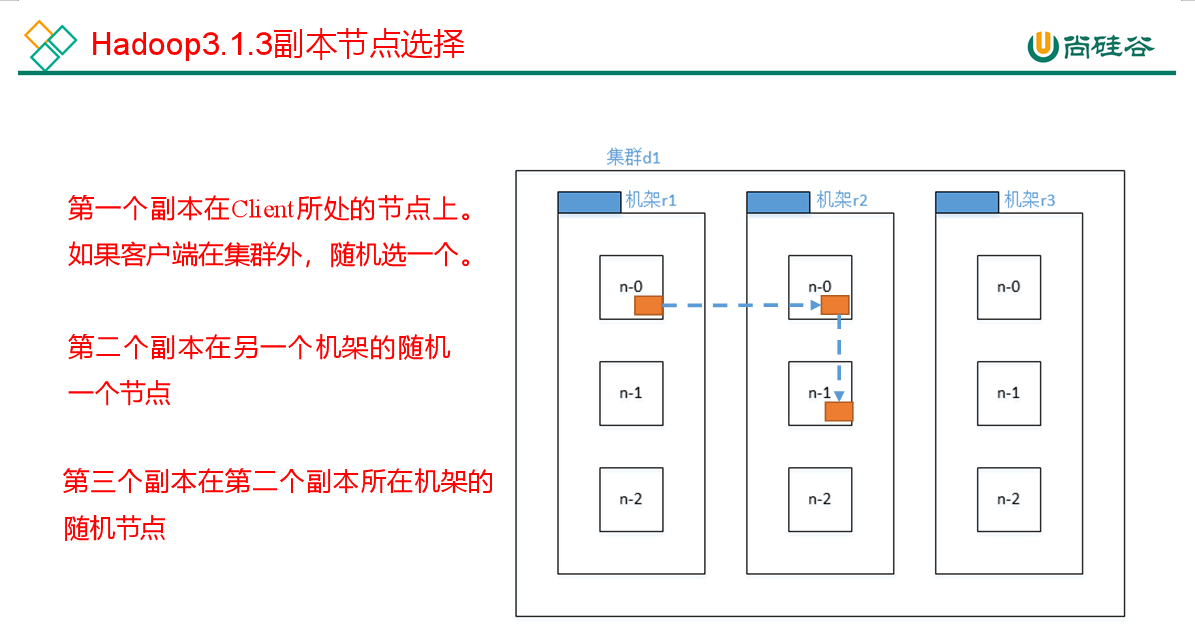 Hadoop3.1.3副本节点选择
尚硅谷
第一个副本在Client所处的节点上。
如果客户端在集群外，随机选一个。
第二个副本在另一个机架的随机
一个节点
第三个副本在第二个副本所在机架的
随机节点
集群d1
机架r1
机架r2
机架r3
n-0
n-0
n-0
n-1
n-1
n-1
n-2
n-2
n-2